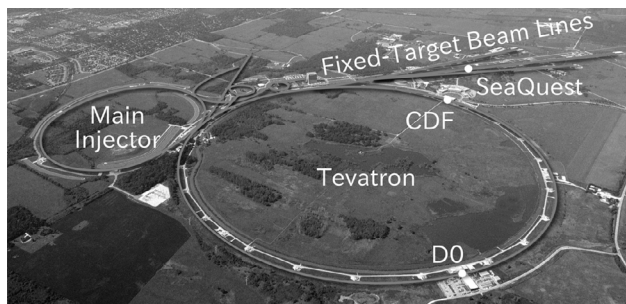 Fixed-Target Beam Lines
SeaQuest
CDF
Main
Injector
Tevatron
D0